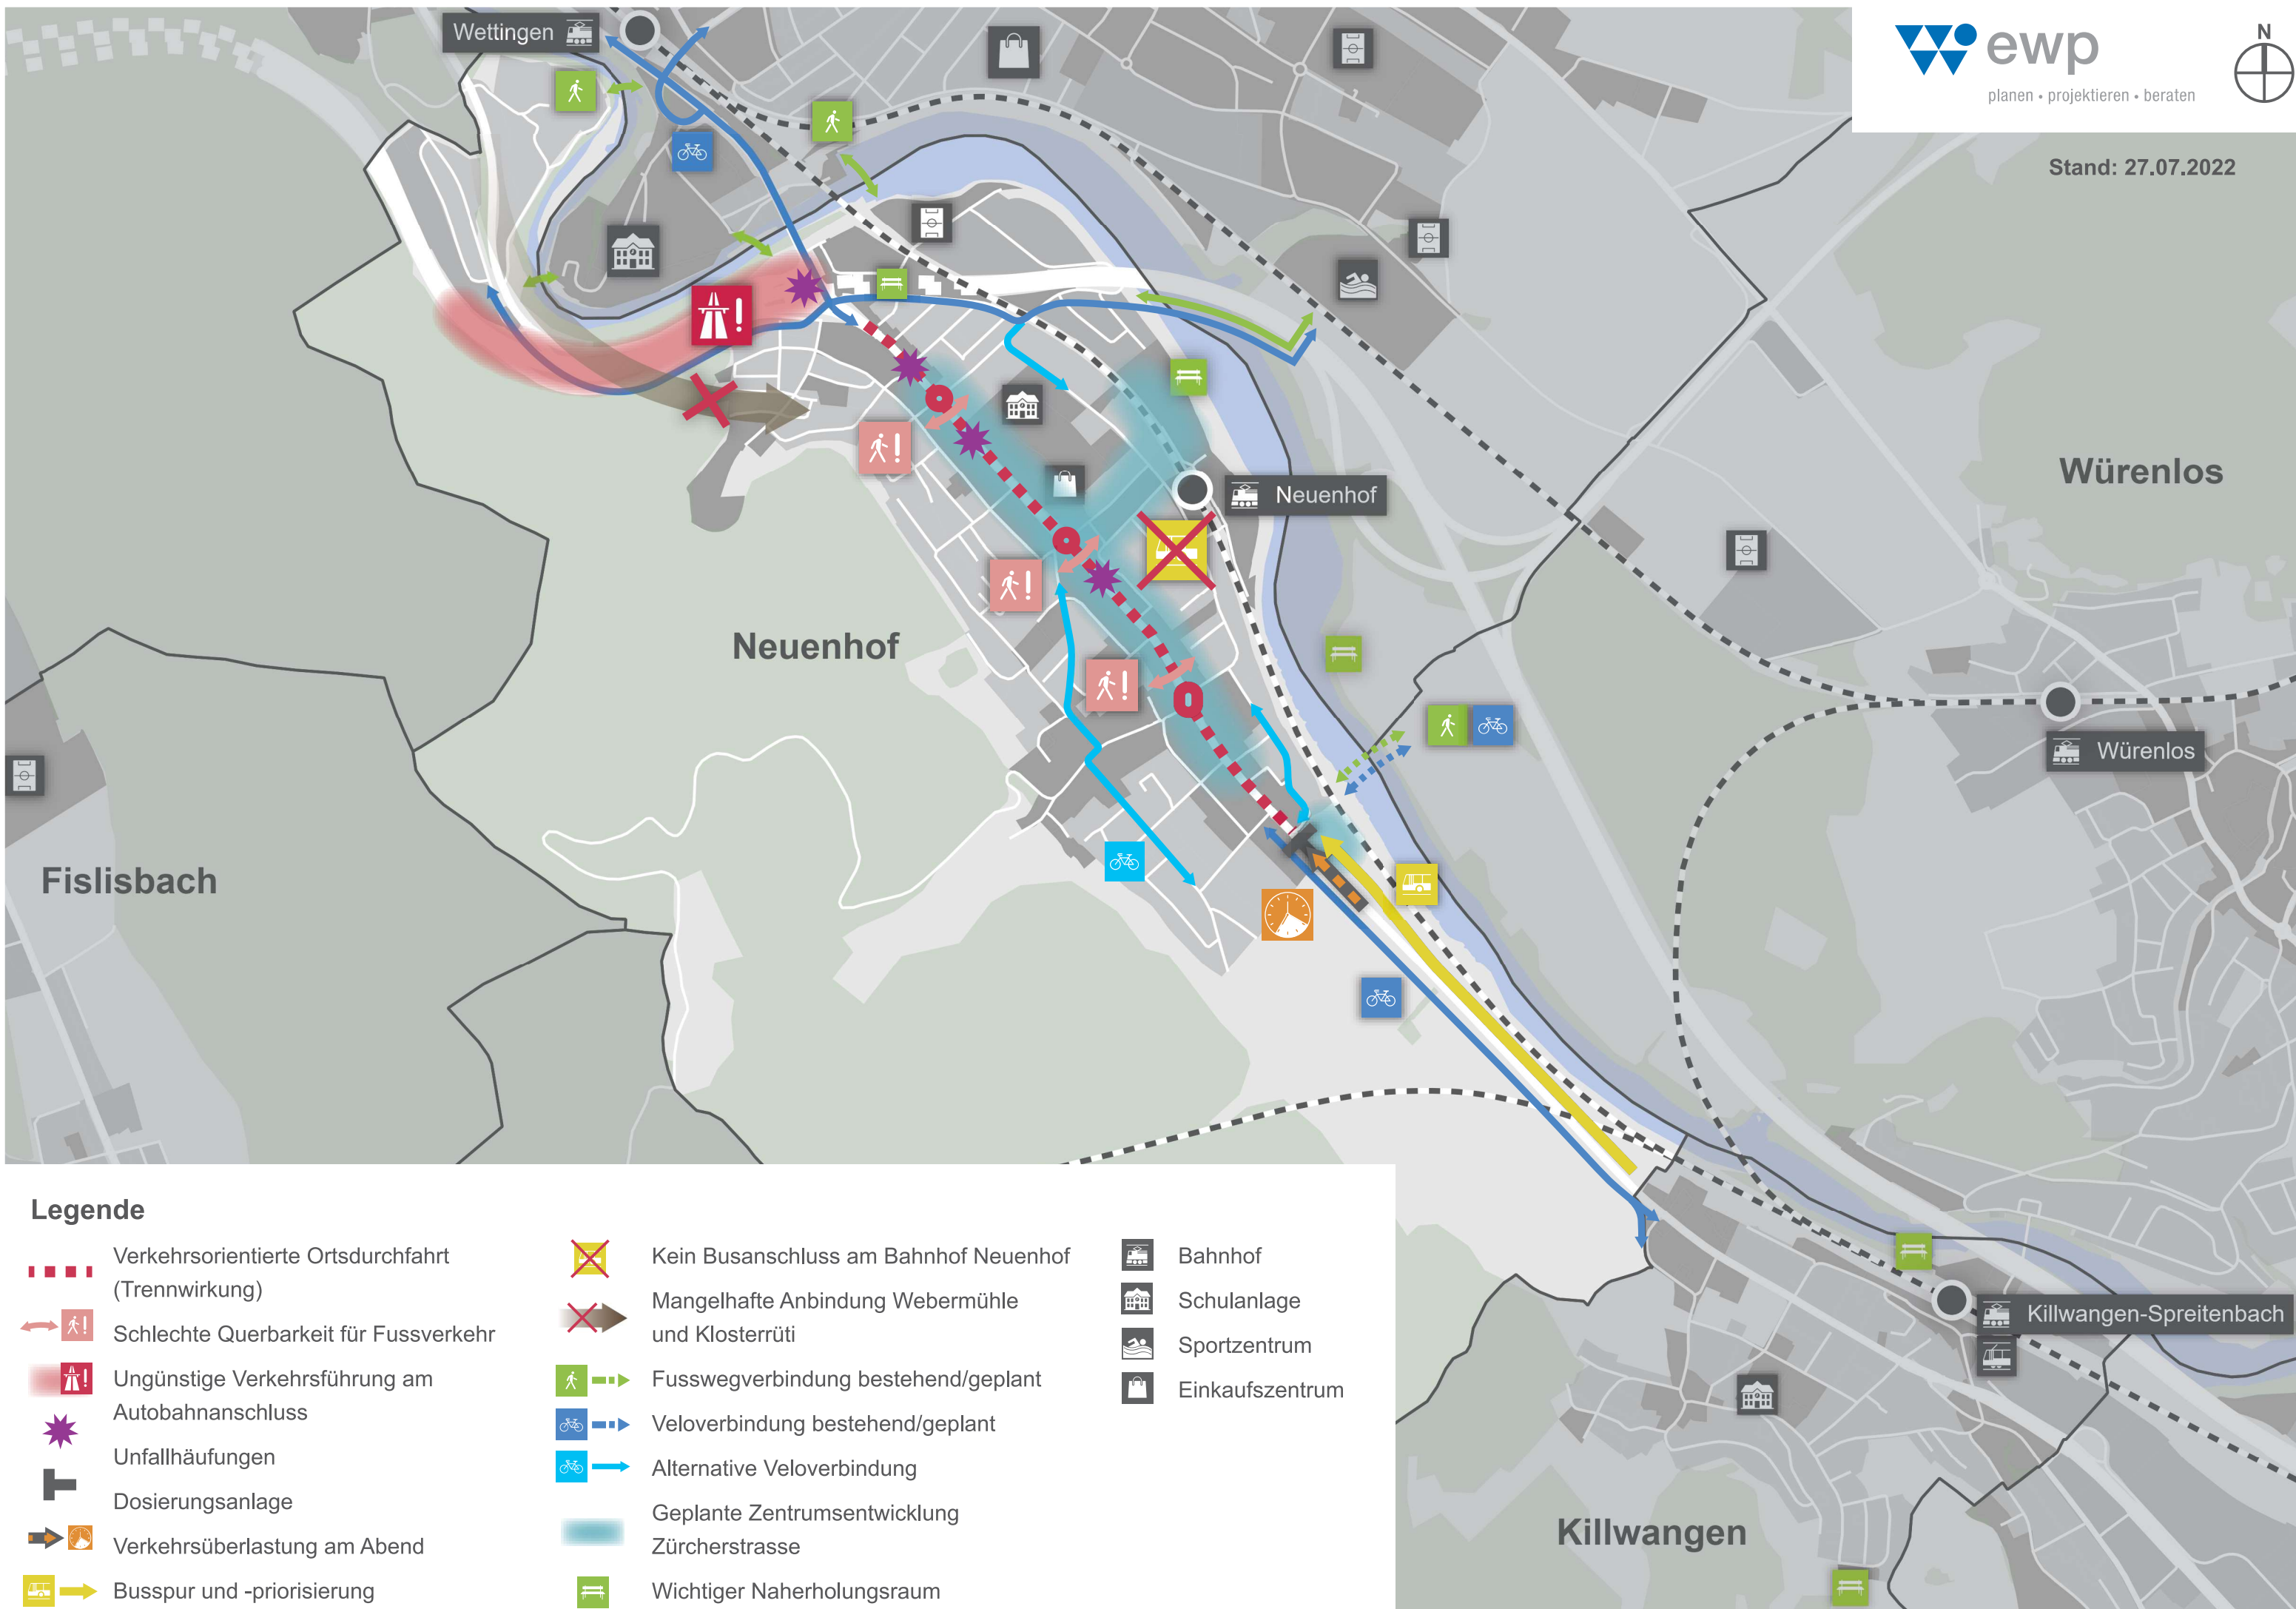 Wettingen
ewp
planen • projektieren • beraten
N
Stand: 27.07.2022
Würenlos
Neuenhof
Neuenhof
Würenlos
Fislisbach
Killwangen-Spreitenbach
Killwangen
Legende
Verkehrsorientierte Ortsdurchfahrt
(Trennwirkung)
Schlechte Querbarkeit für Fussverkehr
Ungünstige Verkehrsführung am
Autobahnanschluss
Unfallhäufungen
Dosierungsanlage
Verkehrsüberlastung am Abend
Busspur und -priorisierung
Kein Busanschluss am Bahnhof Neuenhof
Mangelhafte Anbindung Webermühle
und Klosterrüti
Fusswegverbindung bestehend/geplant
Veloverbindung bestehend/geplant
Alternative Veloverbindung
Geplante Zentrumsentwicklung
Zürcherstrasse
Wichtiger Naherholungsraum
Bahnhof
Schulanlage
Sportzentrum
Einkaufszentrum